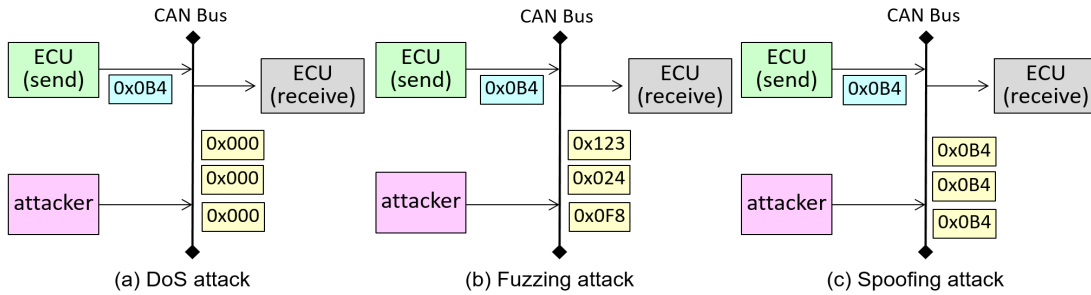 CAN Bus
ECU
(send)
0x0B4
ECU
(receive)
0x000
0x000
0x000
attacker
(a) DoS attack
CAN Bus
ECU
(send)
0x0B4
ECU
(receive)
0x123
0x024
0x0F8
attacker
(b) Fuzzing attack
CAN Bus
ECU
(send)
0x0B4
ECU
(receive)
0x0B4
0x0B4
0x0B4
attacker
(c) Spoofing attack